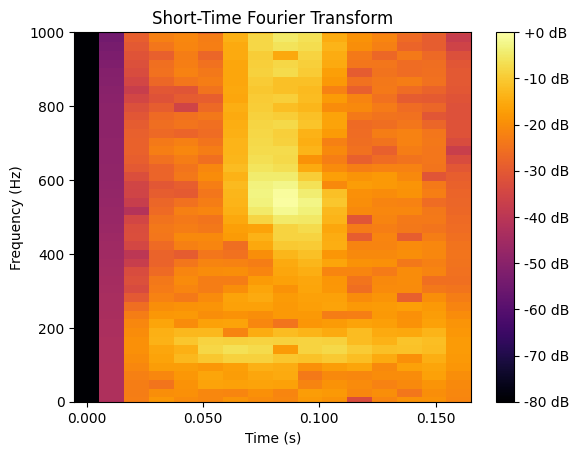 Short-Time Fourier Transform
1000
800
600
400
200
0
Frequency (Hz)
0.000
0.050
0.100
0.150
Time (s)
+0 dB
-10 dB
-20 dB
-30 dB
-40 dB
-50 dB
-60 dB
-70 dB
-80 dB